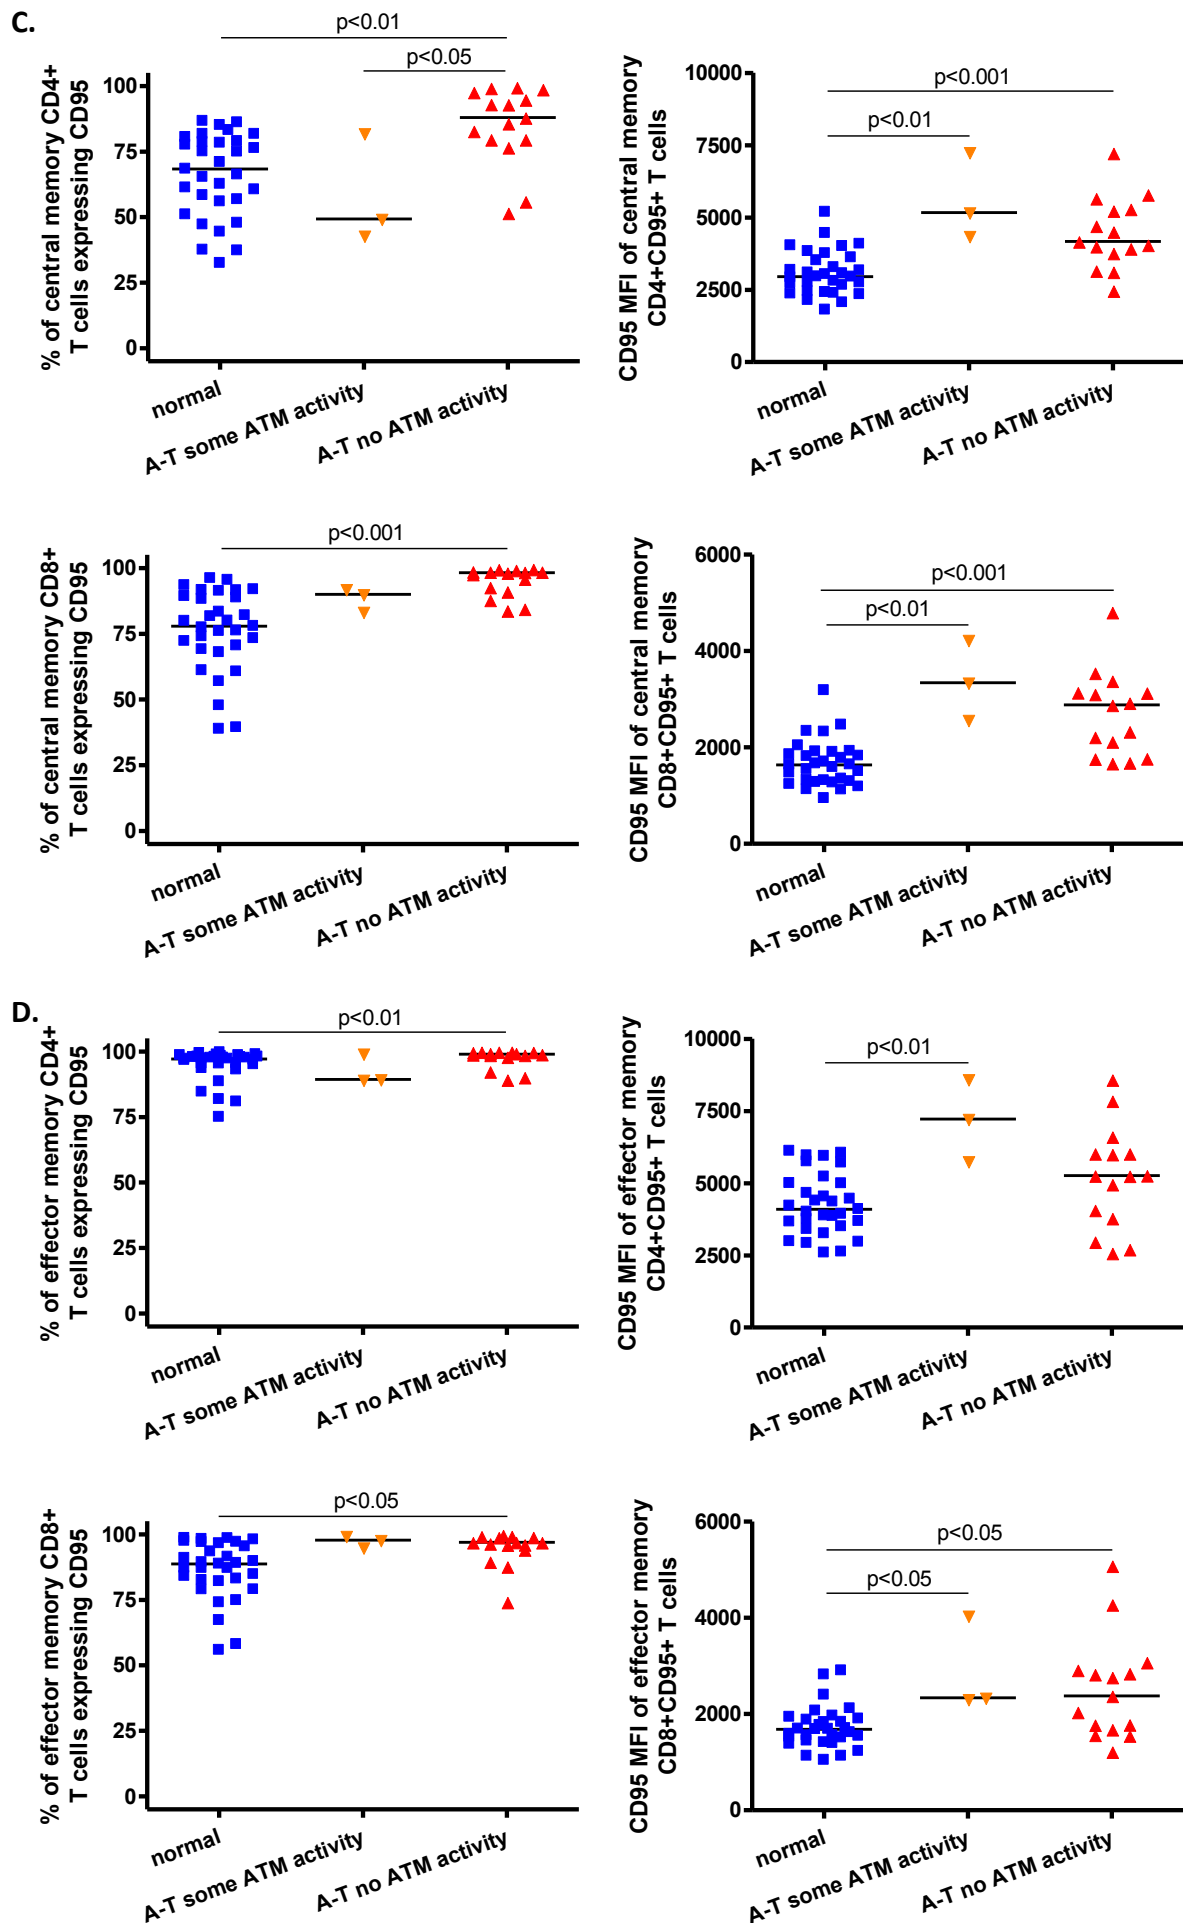 C.
p<0.01
p<0.05
100
75
50
25
0
% of central memory CD4+
T cells expressing CD95
normal
A-T some ATM activity
A-T no ATM activity
p<0.001
p<0.01
10000
7500
5000
2500
0
CD95 MFI of central memory
CD4+CD95+ T cells
normal
A-T some ATM activity
A-T no ATM activity
p<0.001
100
75
50
25
0
% of central memory CD8+
T cells expressing CD95
normal
A-T some ATM activity
A-T no ATM activity
p<0.001
p<0.01
6000
4000
2000
0
CD95 MFI of central memory
CD8+CD95+ T cells
normal
A-T some ATM activity
A-T no ATM activity
D.
p<0.01
100
75
50
25
0
% of effector memory CD4+
T cells expressing CD95
normal
A-T some ATM activity
A-T no ATM activity
p<0.01
10000
7500
5000
2500
0
CD95 MFI of effector memory
CD4+CD95+ T cells
normal
A-T some ATM activity
A-T no ATM activity
p<0.05
100
75
50
25
0
% of effector memory CD8+
T cells expressing CD95
normal
A-T some ATM activity
A-T no ATM activity
p<0.05
p<0.05
6000
4000
2000
0
CD95 MFI of effector memory
CD8+CD95+ T cells
normal
A-T some ATM activity
A-T no ATM activity